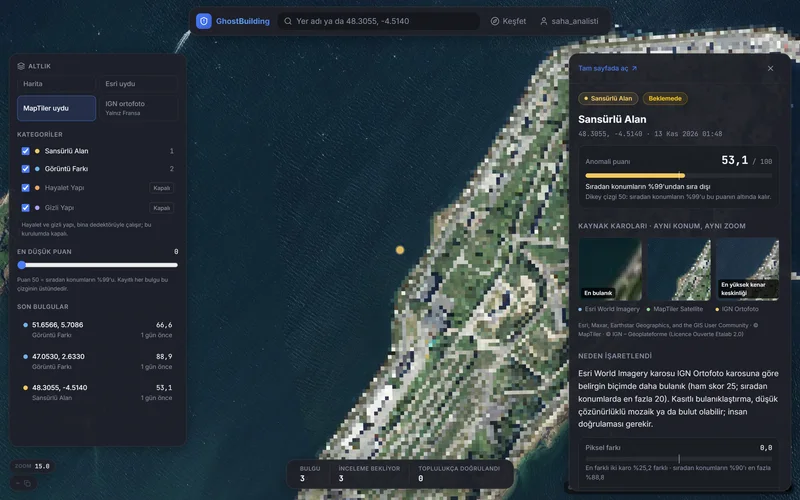 GhostBuilding
Yer adı ya da 48.3055, -4.5140
Keşfet
saha_analisti
ALTLIK
Harita
Esri uydu
MapTiler uydu
IGN ortofoto
Yalnız Fransa
KATEGORİLER
Sansürlü Alan 1
Görüntü Farkı 2
Hayalet Yapı Kapalı
Gizli Yapı Kapalı
Hayalet ve gizli yapı, bina dedektörüyle çalışır; bu
kurulumda kapalı.
EN DÜŞÜK PUAN 0
Puan 50 = sıradan konumların %99'u. Kayıtlı her bulgu bu
çizginin üstündedir.
SON BULGULAR
51.6566, 5.7086 66,6
Görüntü Farkı 1 gün önce
47.0530, 2.6330 88,9
Görüntü Farkı 1 gün önce
48.3055, -4.5140 53,1
Sansürlü Alan 1 gün önce
ZOOM 15.0
BULGU
3
İNCELEME BEKLİYOR
3
TOPLULUKÇA DOĞRULANDI
0
Tam sayfada aç ↗
Sansürlü Alan
Beklemede
Sansürlü Alan
48.3055, -4.5140 · 13 Kas 2026 01:48
Anomali puanı 53,1 / 100
Sıradan konumların %99'undan sıra dışı
Dikey çizgi 50: sıradan konumların %99'u bu puanın altında kalır.
KAYNAK KAROLARI · AYNI KONUM, AYNI ZOOM
En bulanık
En yüksek kenar
keskinliği
Esri World Imagery
MapTiler Satellite
IGN Ortofoto
Esri, Maxar, Earthstar Geographics, and the GIS User Community · ©
MapTiler · © IGN – Géoplateforme (Licence Ouverte Etalab 2.0)
NEDEN İŞARETLENDİ
Esri World Imagery karosu IGN Ortofoto karosuna göre
belirgin biçimde daha bulanık (ham skor 25; sıradan
konumlarda en fazla 20). Kasıtlı bulanıklaştırma, düşük
çözünürlüklü mozaik ya da bulut olabilir; insan
doğrulaması gerekir.
Piksel farkı 0,0
En farklı iki karo %25,2 farklı · sıradan konumların %90'ı en fazla
%88,8